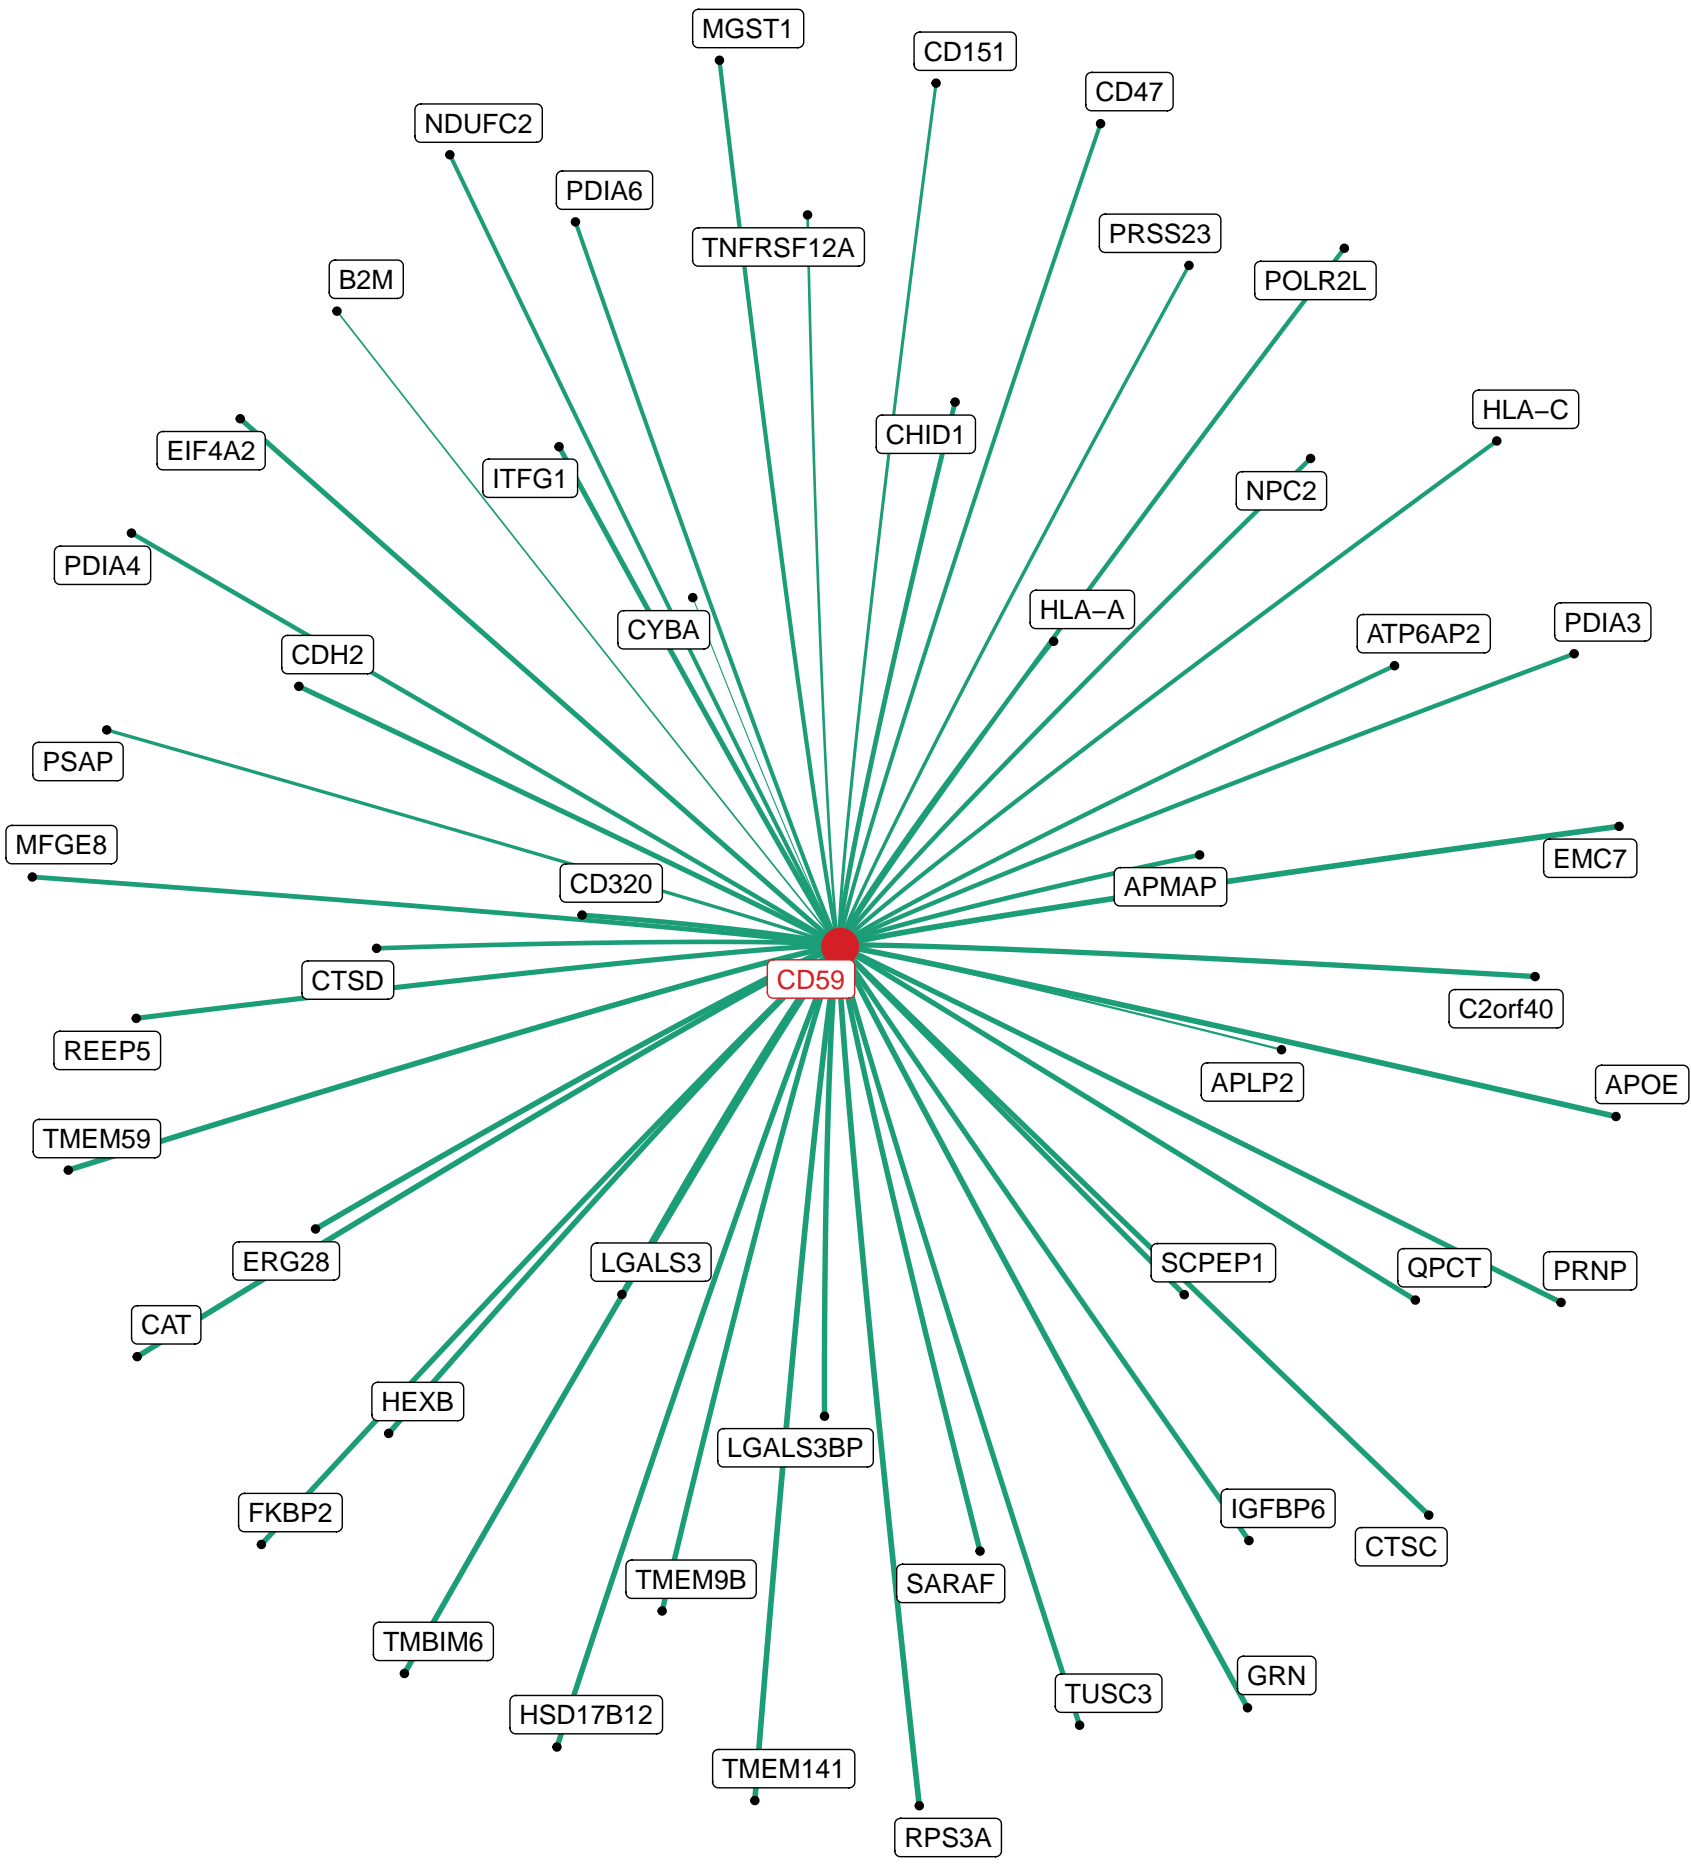 MGST1
CD151
CD47
NDUFC2
PDIA6
PRSS23
TNFRSF12A
B2M
POLR2L
HLA−C
CHID1
EIF4A2
ITFG1
NPC2
PDIA4
HLA−A
PDIA3
CYBA
ATP6AP2
CDH2
PSAP
MFGE8
EMC7
CD320
APMAP
CTSD
CD59
C2orf40
REEP5
APLP2
APOE
TMEM59
ERG28
LGALS3
SCPEP1
QPCT
PRNP
CAT
HEXB
LGALS3BP
IGFBP6
FKBP2
CTSC
TMEM9B
SARAF
TMBIM6
GRN
TUSC3
HSD17B12
TMEM141
RPS3A